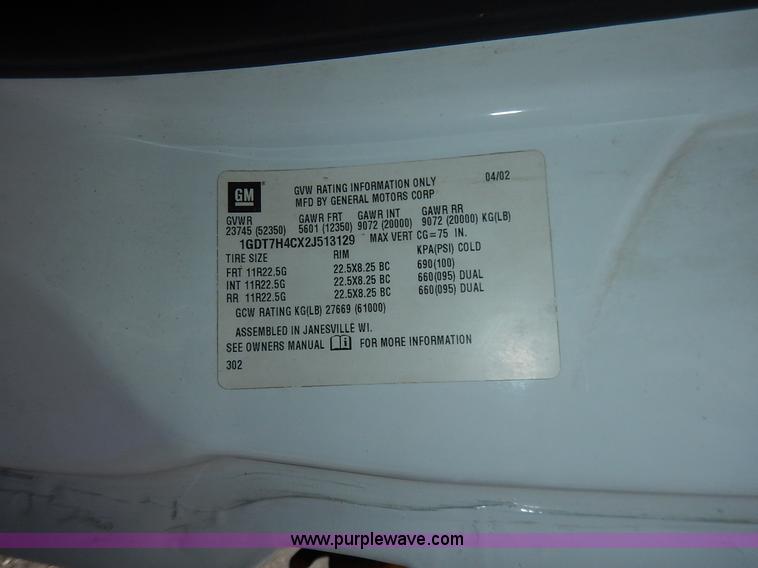 GM
GVW RATING INFORMATION ONLY 04/02
MFD BY GENERAL MOTORS CORP
GVWR GAWR FRT GAWR INT GAWR RR
23745 (52350) 5601 (12350) 9072 (20000) 9072 (20000) KG(LB)
1GDT7H4CX2J513129 MAX VERT CG=75 IN.
TIRE SIZE RIM KPA(PSI) COLD
FRT 11R22.5G 22.5X8.25 BC 690(100)
INT 11R22.5G 22.5X8.25 BC 660(095) DUAL
RR 11R22.5G 22.5X8.25 BC 660(095) DUAL
GCW RATING KG(LB) 27669 (61000)
ASSEMBLED IN JANESVILLE WI.
SEE OWNERS MANUAL FOR MORE INFORMATION
302
www.purplewave.com